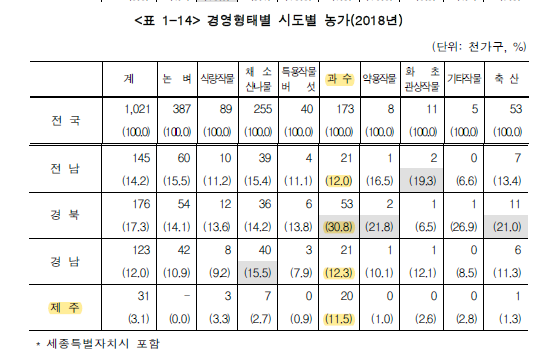 <표 1-14> 경영형태별 시도별 농가(2018년)
(단위: 천가구, %)
계 논 벼 식량작물 채 소 산나물 특용작물 버 섯 과 수 약용작물 화 초 관상작물 기타작물 축 산
전 국 1,021 387 89 255 40 173 8 11 5 53
(100.0) (100.0) (100.0) (100.0) (100.0) (100.0) (100.0) (100.0) (100.0) (100.0)
전 남 145 60 10 39 4 21 1 2 0 7
(14.2) (15.5) (11.2) (15.4) (11.1) (12.0) (16.5) (19.3) (6.6) (13.4)
경 북 176 54 12 36 6 53 2 1 1 11
(17.3) (14.1) (13.6) (14.2) (13.8) (30.8) (21.8) (6.5) (26.9) (21.0)
경 남 123 42 8 40 3 21 1 1 0 6
(12.0) (10.9) (9.2) (15.5) (7.9) (12.3) (10.1) (12.1) (8.5) (11.3)
제 주 31 - 3 7 0 20 0 0 0 1
(3.1) (0.0) (3.3) (2.7) (0.9) (11.5) (1.0) (2.6) (2.8) (1.3)
* 세종특별자치시 포함